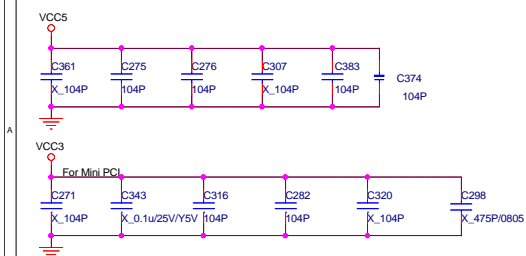 VCC5
C361 C275 C276 C307 C383 C374
X_104P 104P 104P X_104P 104P 104P
A
VCC3
For Mini PCI
C271 C343 C316 C282 C320 C298
X_104P X_0.1u/25V/Y5V 104P 104P X_104P X_475P/0805